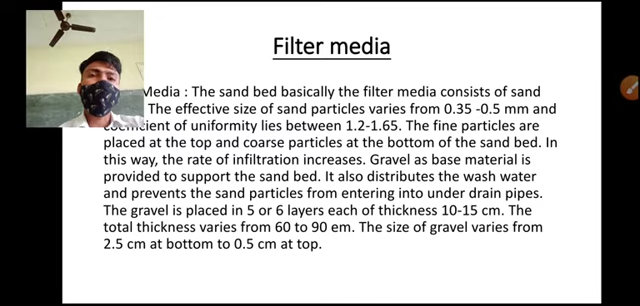 Filter media
Media : The sand bed basically the filter media consists of sand
The effective size of sand particles varies from 0.35 -0.5 mm and
coefficient of uniformity lies between 1.2-1.65. The fine particles are
placed at the top and coarse particles at the bottom of the sand bed. In
this way, the rate of infiltration increases. Gravel as base material is
provided to support the sand bed. It also distributes the wash water
and prevents the sand particles from entering into under drain pipes.
The gravel is placed in 5 or 6 layers each of thickness 10-15 cm. The
total thickness varies from 60 to 90 em. The size of gravel varies from
2.5 cm at bottom to 0.5 cm at top.